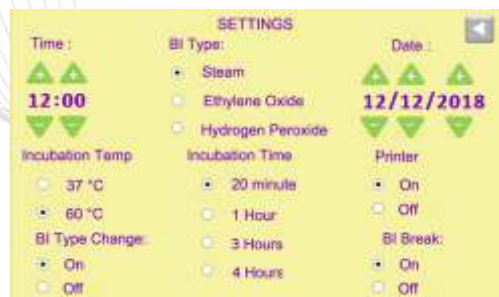 SETTINGS
Time :
BI Type:
Date :
Steam
12:00
Ethylene Oxide
12/12/2018
Hydrogen Peroxide
Incubation Temp
Incubation Time
Printer
37 °C
20 minute
On
60 °C
1 Hour
Off
BI Type Change:
3 Hours
BI Break:
On
4 Hours
On
Off
Off